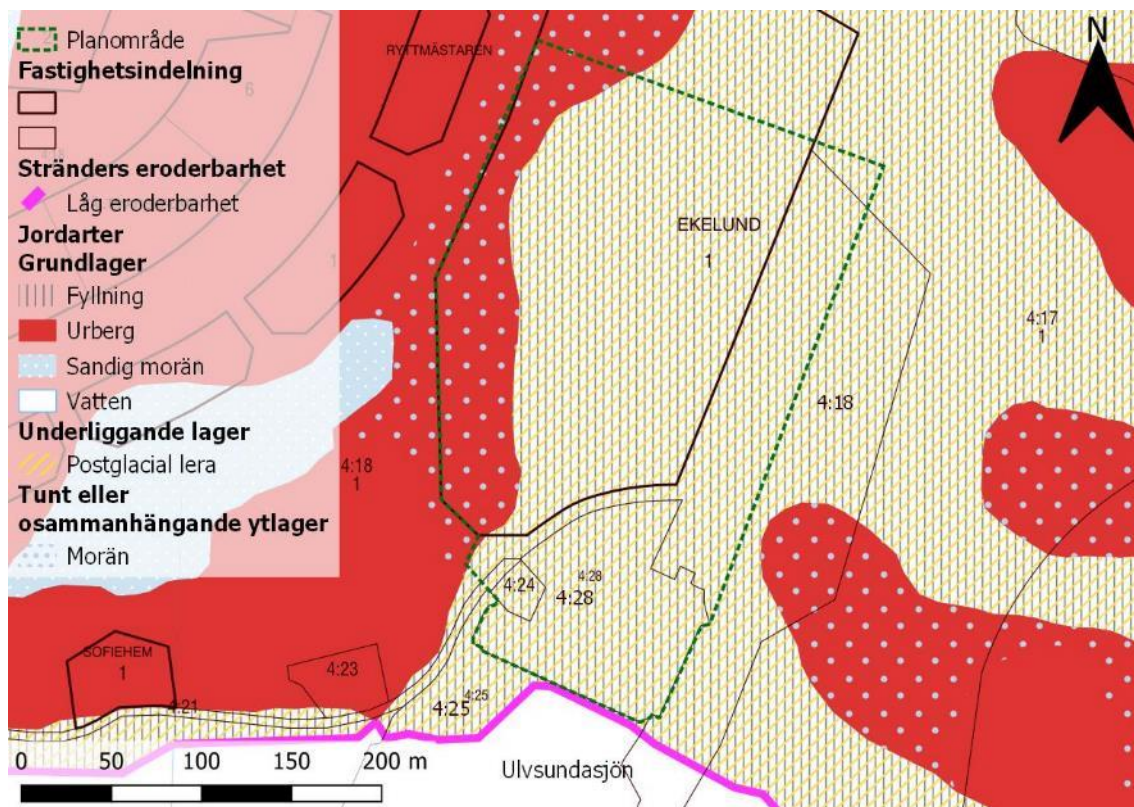 Planområde
Fastighetsindelning
Stränders eroderbarhet
Låg eroderbarhet
Jordarter
Grundlager
Fyllning
Urberg
Sandig morän
Vatten
Underliggande lager
Postglacial lera
Tunt eller
osammanhängande ytlager
Morän
N
RYTTMÄSTAREN
6
1
EKELUND
1
4:17
1
4:18
4:18
1
4:24
4:28
4:28
SOFIEHEM
1
4:23
4:21
4:25
4:25
0 50 100 150 200 m
Ulvsundasjön